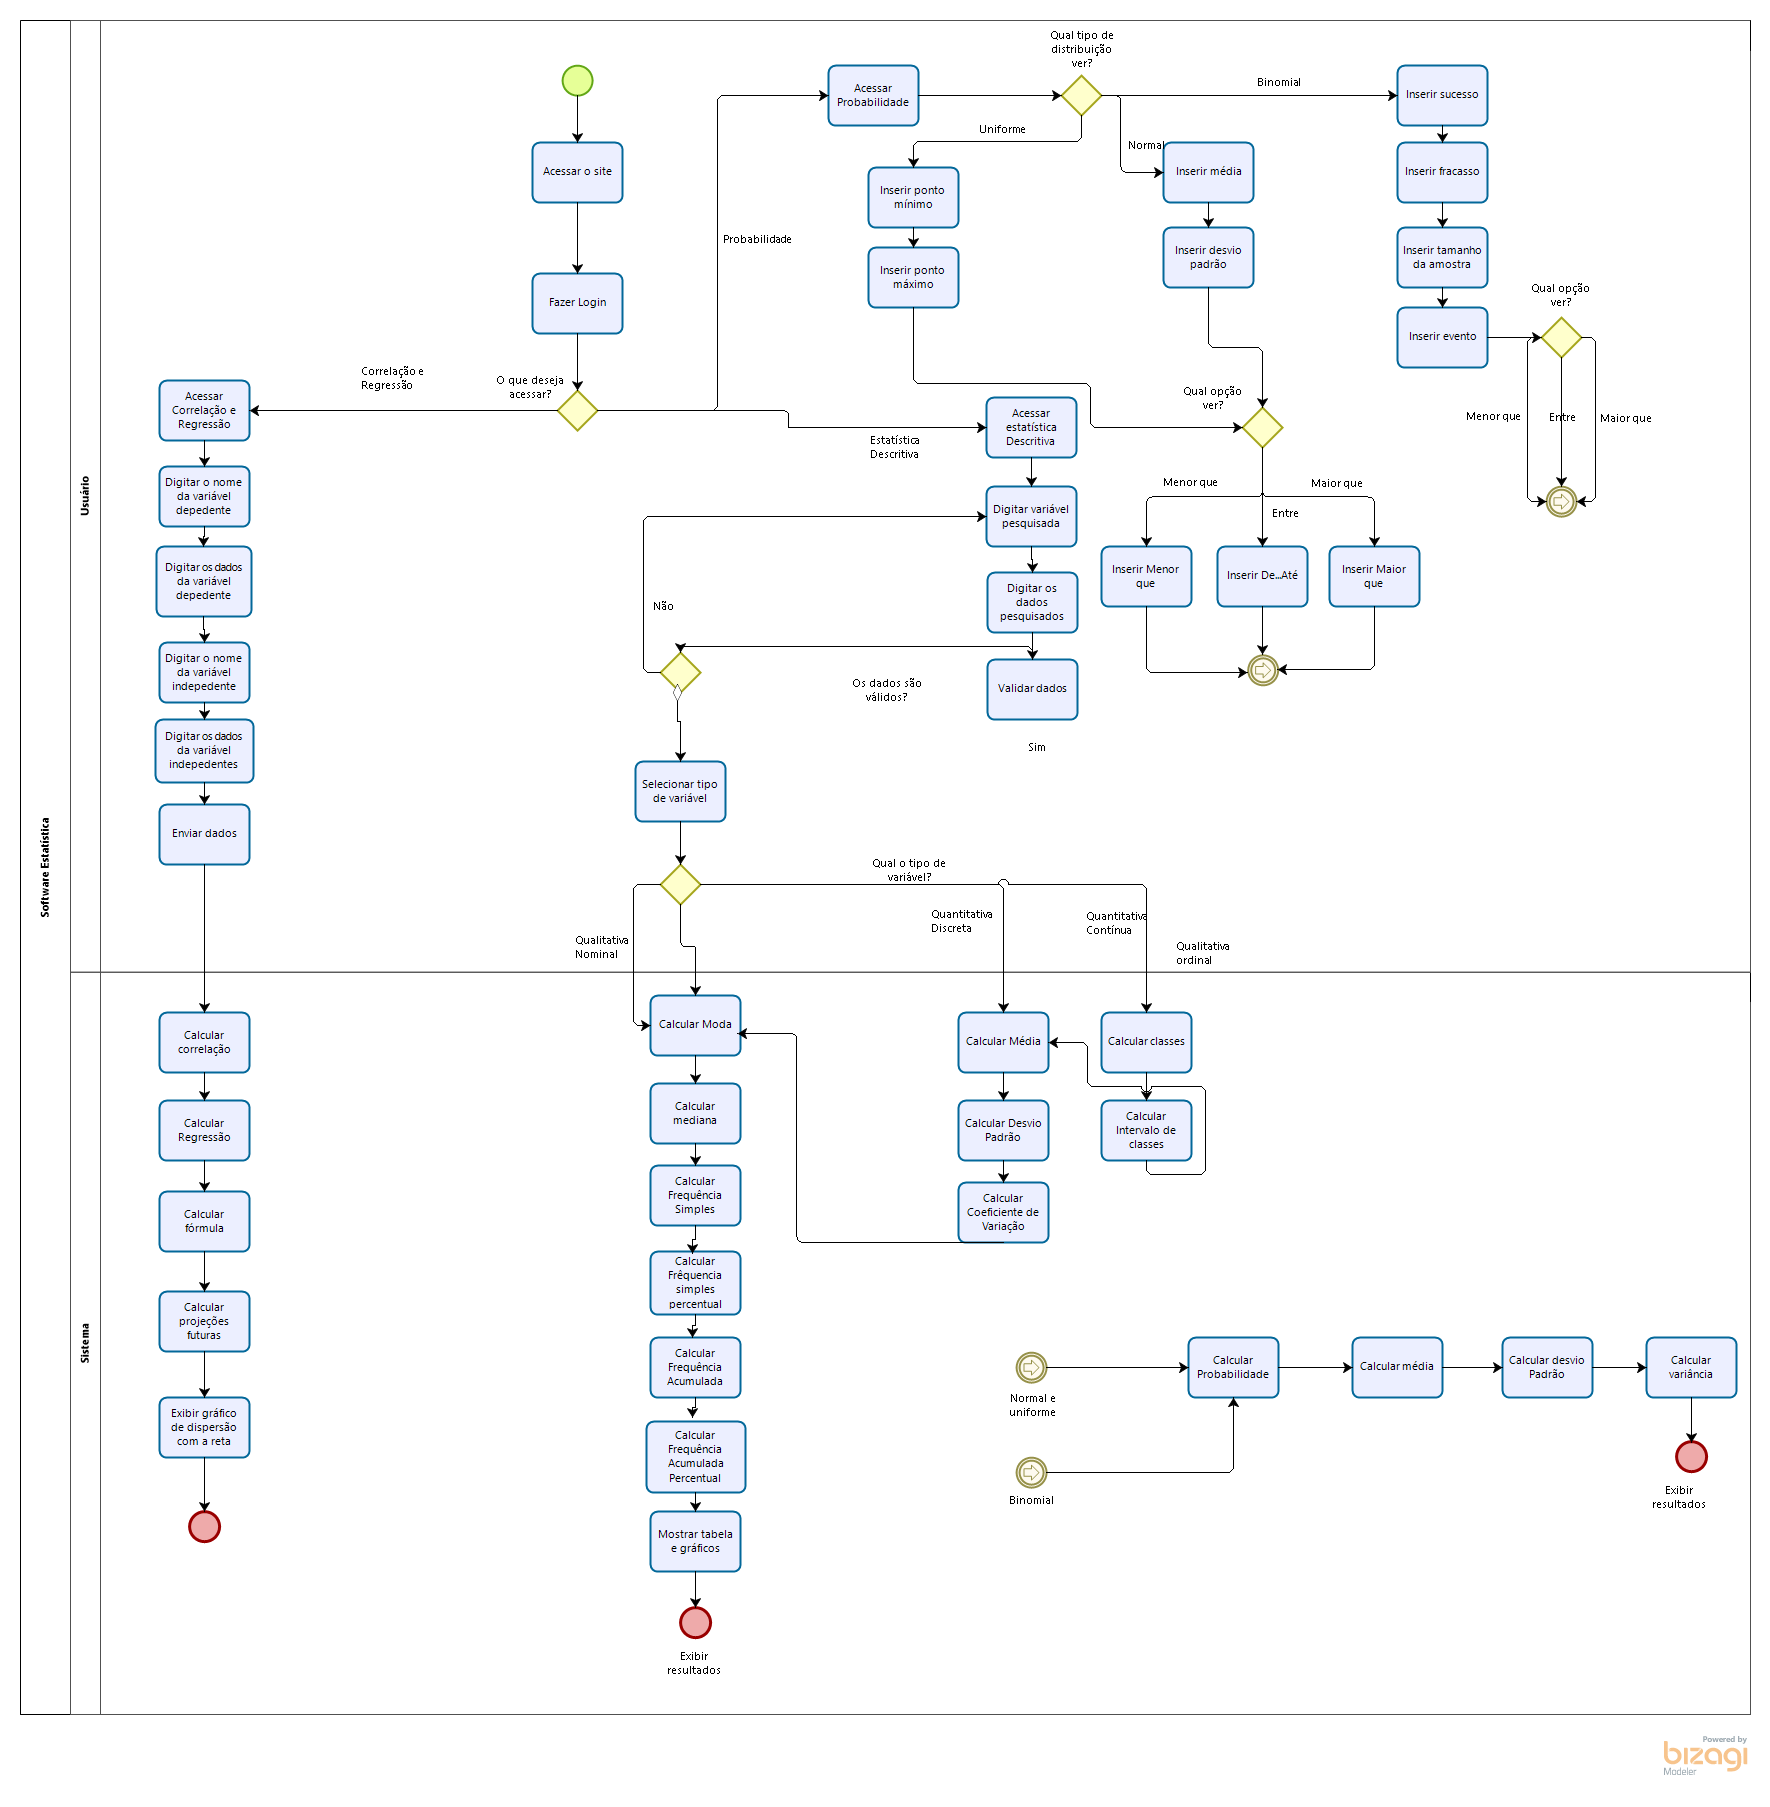 Software Estatística
Usuário
Sistema
Qual tipo de
distribuição
ver?
Acessar
Probabilidade
Binomial
Inserir sucesso
Uniforme
Normal
Acessar o site
Inserir ponto
mínimo
Inserir média
Inserir fracasso
Probabilidade
Inserir ponto
máximo
Inserir desvio
padrão
Inserir tamanho
da amostra
Fazer Login
Inserir evento
Qual opção
ver?
Menor que
Entre
Maior que
Correlação e
Regressão
O que deseja
acessar?
Acessar
Correlação e
Regressão
Estatística
Descritiva
Acessar
estatística
Descritiva
Qual opção
ver?
Menor que
Entre
Maior que
Digitar o nome
da variável
depedente
Digitar variável
pesquisada
Inserir Menor
que
Inserir De...Até
Inserir Maior
que
Digitar os dados
da variável
depedente
Não
Digitar os
dados
pesquisados
Digitar o nome
da variável
indepedente
Os dados são
válidos?
Validar dados
Sim
Digitar os dados
da variável
indepedentes
Selecionar tipo
de variável
Enviar dados
Qual o tipo de
variável?
Qualitativa
Nominal
Quantitativa
Discreta
Quantitativa
Contínua
Qualitativa
ordinal
Calcular
correlação
Calcular Moda
Calcular Média
Calcular classes
Calcular
Regressão
Calcular
mediana
Calcular Desvio
Padrão
Calcular
Intervalo de
classes
Calcular
fórmula
Calcular
Frequência
Simples
Calcular
Coeficiente de
Variação
Calcular
projeções
futuras
Calcular
Frêquencia
simples
percentual
Calcular
Frequência
Acumulada
Normal e
uniforme
Calcular
Probabilidade
Calcular média
Calcular desvio
Padrão
Calcular
variância
Exibir gráfico
de dispersão
com a reta
Calcular
Frequência
Acumulada
Percentual
Binomial
Exibir
resultados
Mostrar tabela
e gráficos
Exibir
resultados
Powered by
bizagi
Modeler